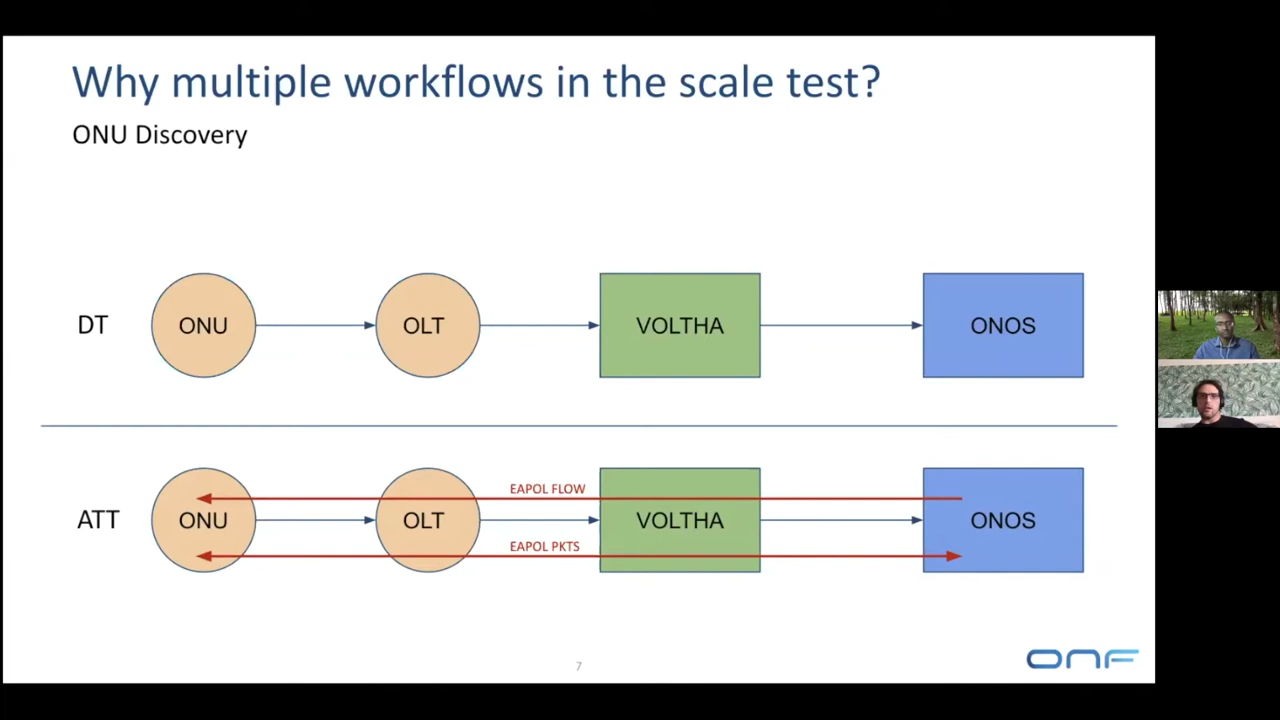 Why multiple workflows in the scale test?
ONU Discovery
DT
ONU
OLT
VOLTHA
ONOS
EAPOL FLOW
ATT
ONU
OLT
VOLTHA
ONOS
EAPOL PKTS
7
ONF